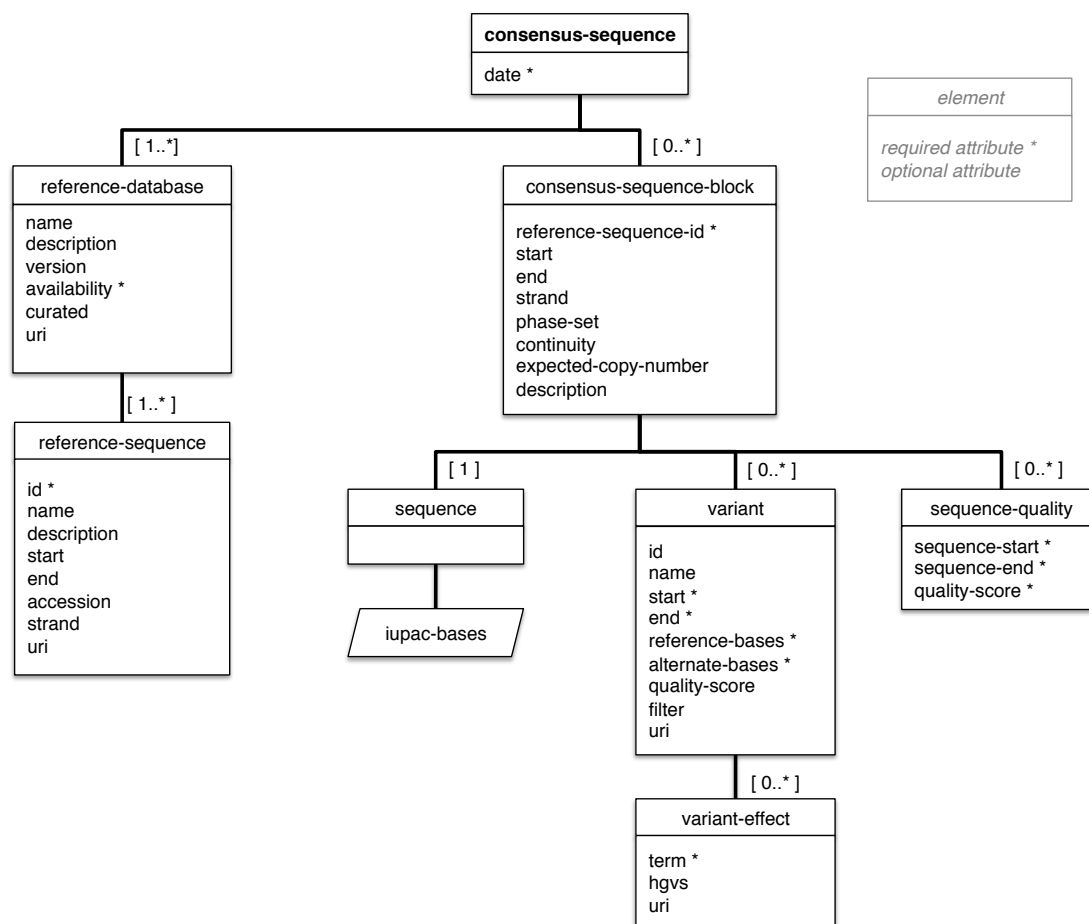 consensus-sequence
date *
element
required attribute *
optional attribute
[ 1..*]
[ 0..* ]
reference-database
name
description
version
availability *
curated
uri
consensus-sequence-block
reference-sequence-id *
start
end
strand
phase-set
continuity
expected-copy-number
description
[ 1..* ]
reference-sequence
id *
name
description
start
end
accession
strand
uri
[ 1 ]
[ 0..* ]
[ 0..* ]
sequence
iupac-bases
variant
id
name
start *
end *
reference-bases *
alternate-bases *
quality-score
filter
uri
sequence-quality
sequence-start *
sequence-end *
quality-score *
[ 0..* ]
variant-effect
term *
hgvs
uri